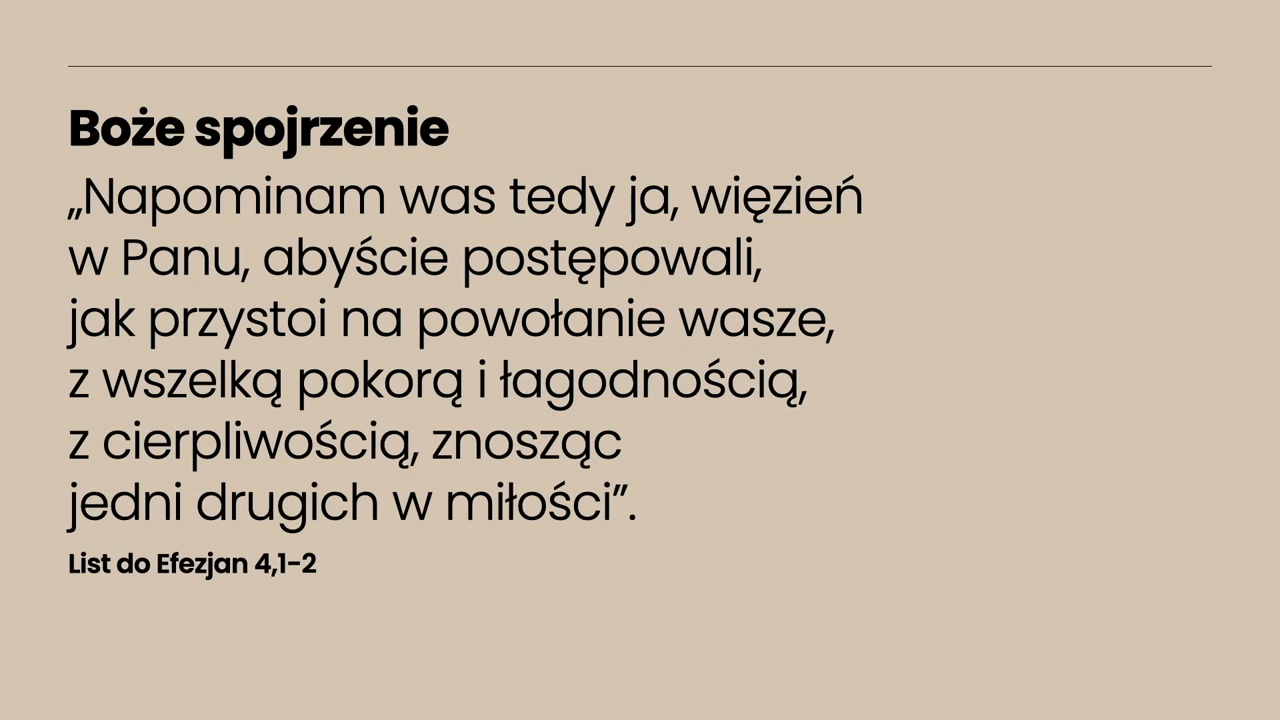 Boże spojrzenie
„Napominam was tedy ja, więzień
w Panu, abyście postępowali,
jak przystoi na powołanie wasze,
z wszelką pokorą i łagodnością,
z cierpliwością, znosząc
jedni drugich w miłości”.
List do Efezjan 4,1–2